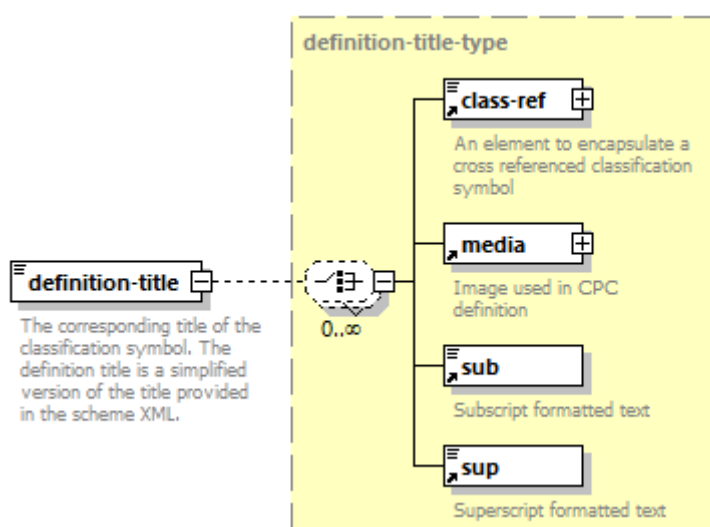 definition-title-type
class-ref
An element to encapsulate a
cross referenced classification
symbol
media
Image used in CPC
definition
definition-title
The corresponding title of the
classification symbol. The
definition title is a simplified
version of the title provided
in the scheme XML.
0..∞
sub
Subscript formatted text
sup
Superscript formatted text